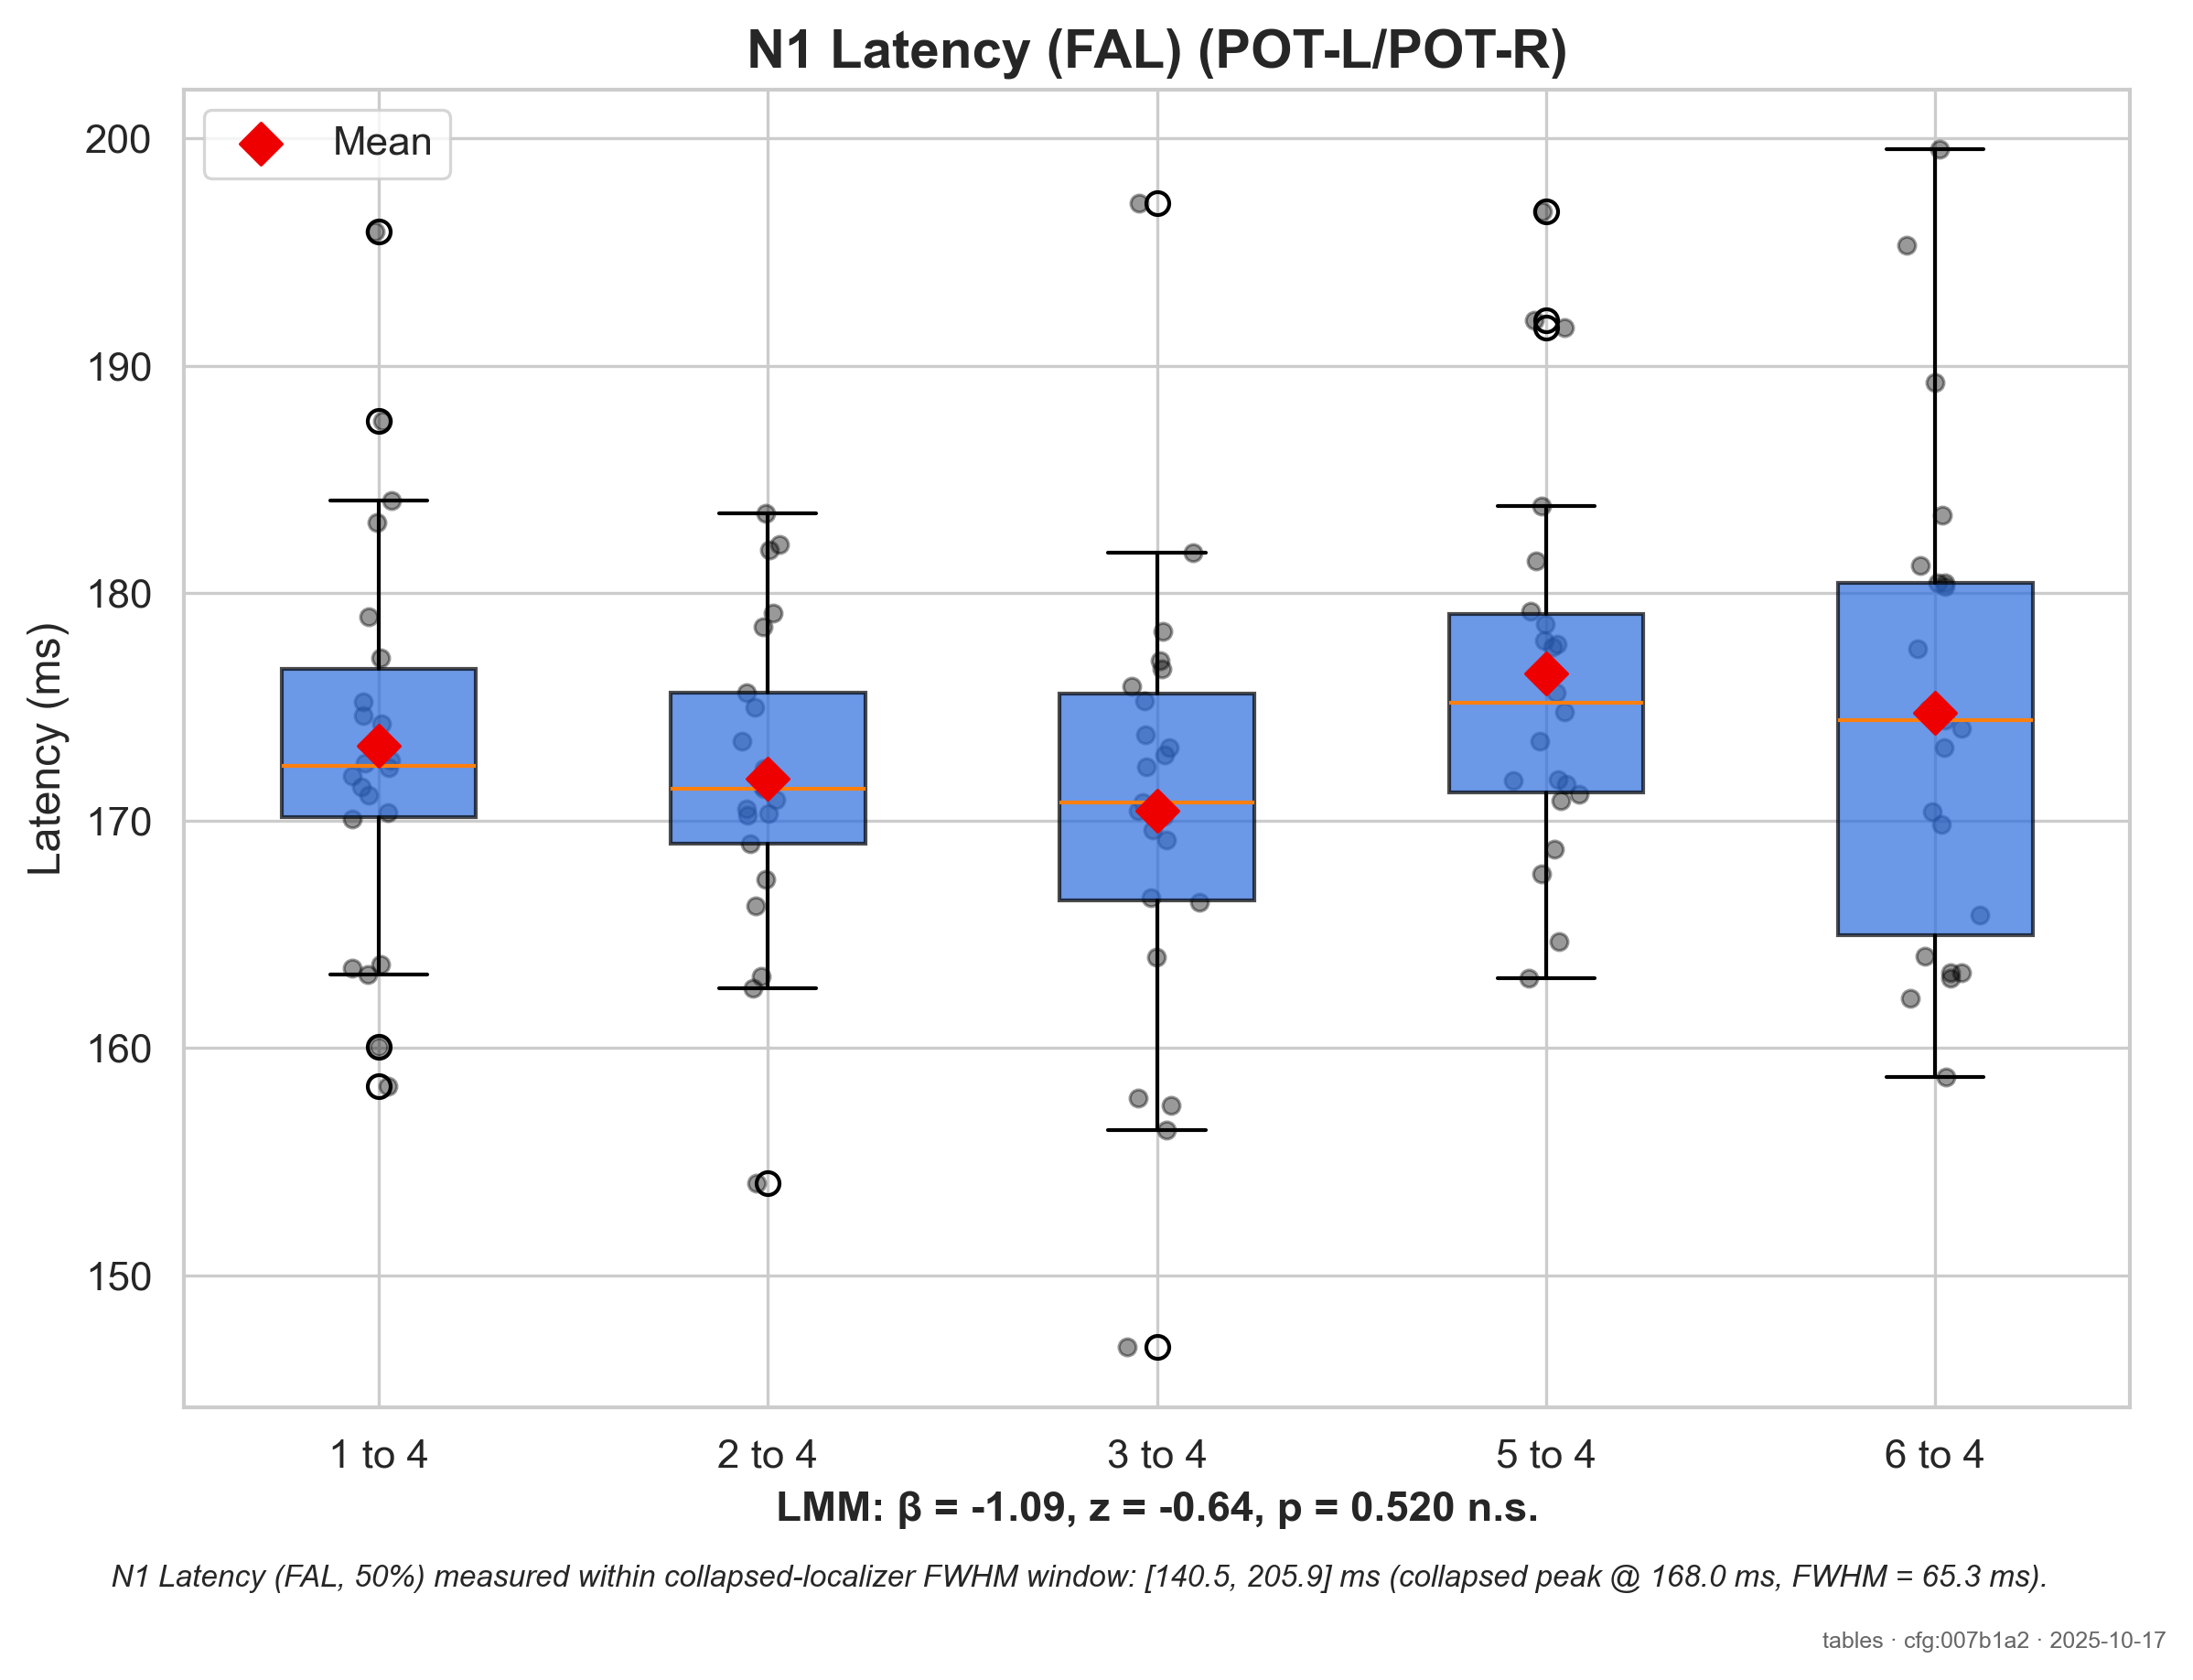 N1 Latency (FAL) (POT-L/POT-R)
Mean
200
190
180
170
160
150
Latency (ms)
1 to 4
2 to 4
3 to 4
5 to 4
6 to 4
LMM: β = -1.09, z = -0.64, p = 0.520 n.s.
N1 Latency (FAL, 50%) measured within collapsed-localizer FWHM window: [140.5, 205.9] ms (collapsed peak @ 168.0 ms, FWHM = 65.3 ms).
tables · cfg:007b1a2 · 2025-10-17